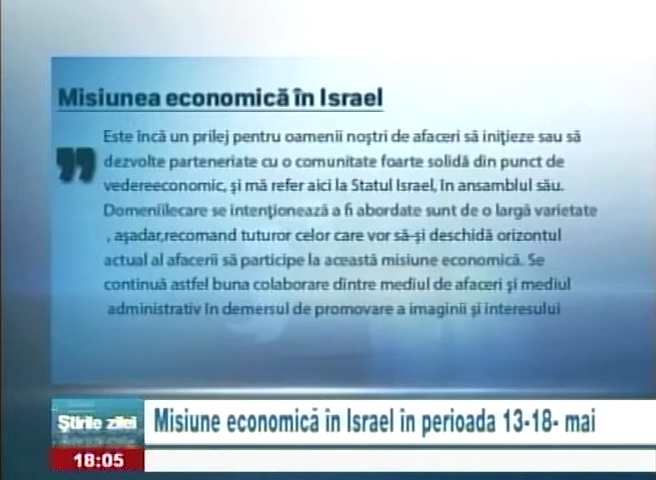 Misiunea economică în Israel
Este încă un prilej pentru oamenii noștri de afaceri să inițieze sau să
dezvolte parteneriate cu o comunitate foarte solidă din punct de
vedereeconomic, și mă refer aici la Statul Israel, în ansamblul său.
Domeniilecare se intenționează a fi abordate sunt de o largă varietate
, așadar,recomand tuturor celor care vor să-și deschidă orizontul
actual al afacerii să participe la această misiune economică. Se
continuă astfel buna colaborare dintre mediul de afaceri și mediul
administrativ în demersul de promovare a imaginii și interesului
Știrile zilei
Misiune economică în Israel în perioada 13-18- mai
18:05